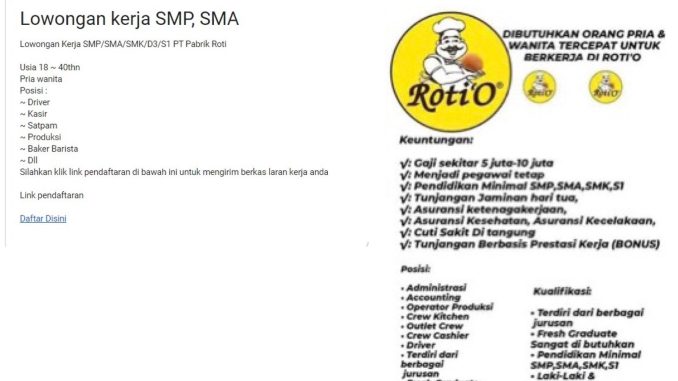 Lowongan kerja SMP, SMA
Lowongan Kerja SMP/SMA/SMK/D3/S1 PT Pabrik Roti
Usia 18 ~ 40thn
Pria wanita
Posisi :
~ Driver
~ Kasir
~ Satpam
~ Produksi
~ Baker Barista
~ Dll
Silahkan klik link pendaftaran di bawah ini untuk mengirim berkas laran kerja anda
Link pendaftaran
Daftar Disini
Roti'O®
DIBUTUHKAN ORANG PRIA &
WANITA TERCEPAT UNTUK
BERKERJA DI ROTI'O
Roti'O
Roti'O
Keuntungan:
√: Gaji sekitar 5 juta-10 juta
√: Menjadi pegawai tetap
√: Pendidikan Minimal SMP,SMA,SMK,S1
√: Tunjangan Jaminan hari tua,
√: Asuransi ketenagakerjaan,
√: Asuransi Kesehatan, Asuransi Kecelakaan,
√: Cuti Sakit Di tangung
√: Tunjangan Berbasis Prestasi Kerja (BONUS)
Posisi:
• Administrasi
• Accounting
• Operator Produksi
• Crew Kitchen
• Outlet Crew
• Crew Cashier
• Driver
• Terdiri dari
berbagai
jurusan
• Fresh Graduate
Kualifikasi:
• Terdiri dari berbagai
jurusan
• Fresh Graduate
Sangat di butuhkan
• Pendidikan Minimal
SMP,SMA,SMK,S1
• Laki-Laki &